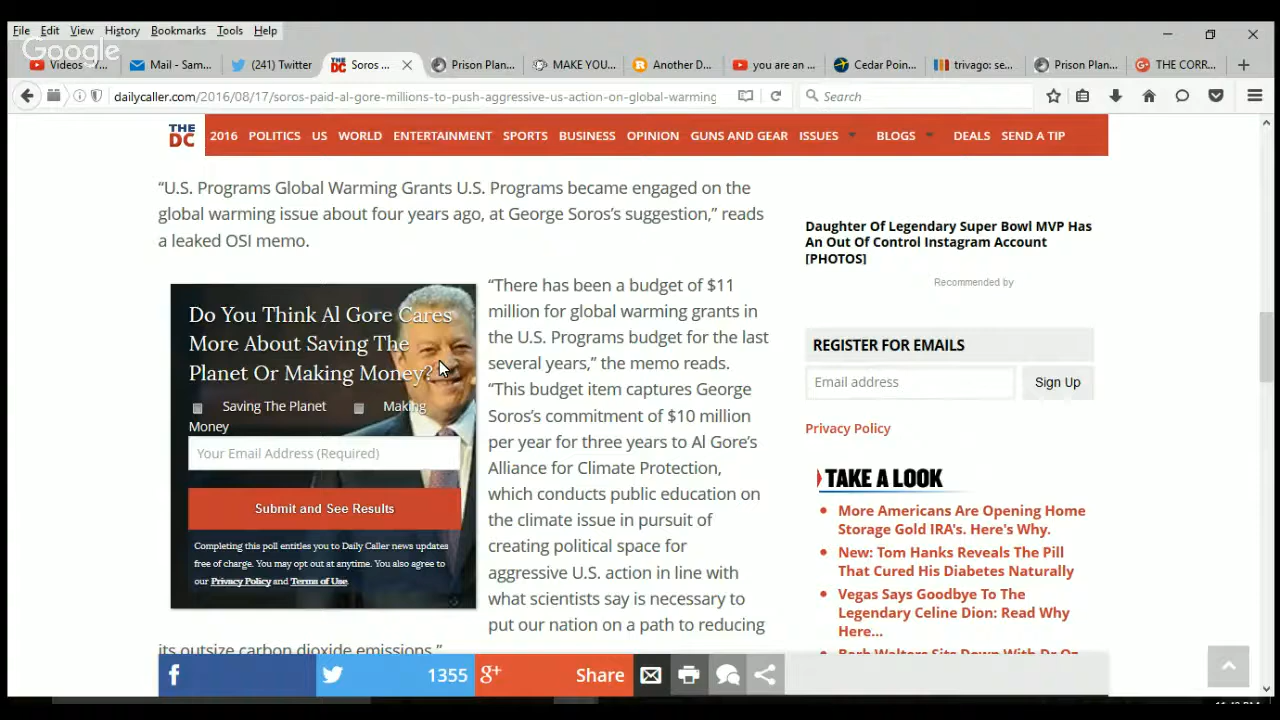 File Edit View History Bookmarks Tools Help
Google
Videos - Y...
Mail - Sam...
(241) Twitter
THE DC Soros ...
Prison Plan...
MAKE YOU...
Another D...
you are an ...
Cedar Poin...
trivago: se...
Prison Plan...
THE CORR...
dailycaller.com/2016/08/17/soros-paid-al-gore-millions-to-push-aggressive-us-action-on-global-warming
Search
THE DC
2016 POLITICS US WORLD ENTERTAINMENT SPORTS BUSINESS OPINION GUNS AND GEAR ISSUES BLOGS DEALS SEND A TIP
“U.S. Programs Global Warming Grants U.S. Programs became engaged on the
global warming issue about four years ago, at George Soros’s suggestion,” reads
a leaked OSI memo.
Do You Think Al Gore Cares
More About Saving The
Planet Or Making Money?
Saving The Planet Making
Money
Your Email Address (Required)
Submit and See Results
Completing this poll entitles you to Daily Caller news updates
free of charge. You may opt out at anytime. You also agree to
our Privacy Policy and Terms of Use.
“There has been a budget of $11
million for global warming grants in
the U.S. Programs budget for the last
several years,” the memo reads.
“This budget item captures George
Soros’s commitment of $10 million
per year for three years to Al Gore’s
Alliance for Climate Protection,
which conducts public education on
the climate issue in pursuit of
creating political space for
aggressive U.S. action in line with
what scientists say is necessary to
put our nation on a path to reducing
its outsize carbon dioxide emissions.”
Daughter Of Legendary Super Bowl MVP Has
An Out Of Control Instagram Account
[PHOTOS]
Recommended by
REGISTER FOR EMAILS
Email address
Sign Up
Privacy Policy
TAKE A LOOK
More Americans Are Opening Home
Storage Gold IRA's. Here's Why.
New: Tom Hanks Reveals The Pill
That Cured His Diabetes Naturally
Vegas Says Goodbye To The
Legendary Celine Dion: Read Why
Here...
Barb Walters Sits Down With Dr Oz
1355
Share